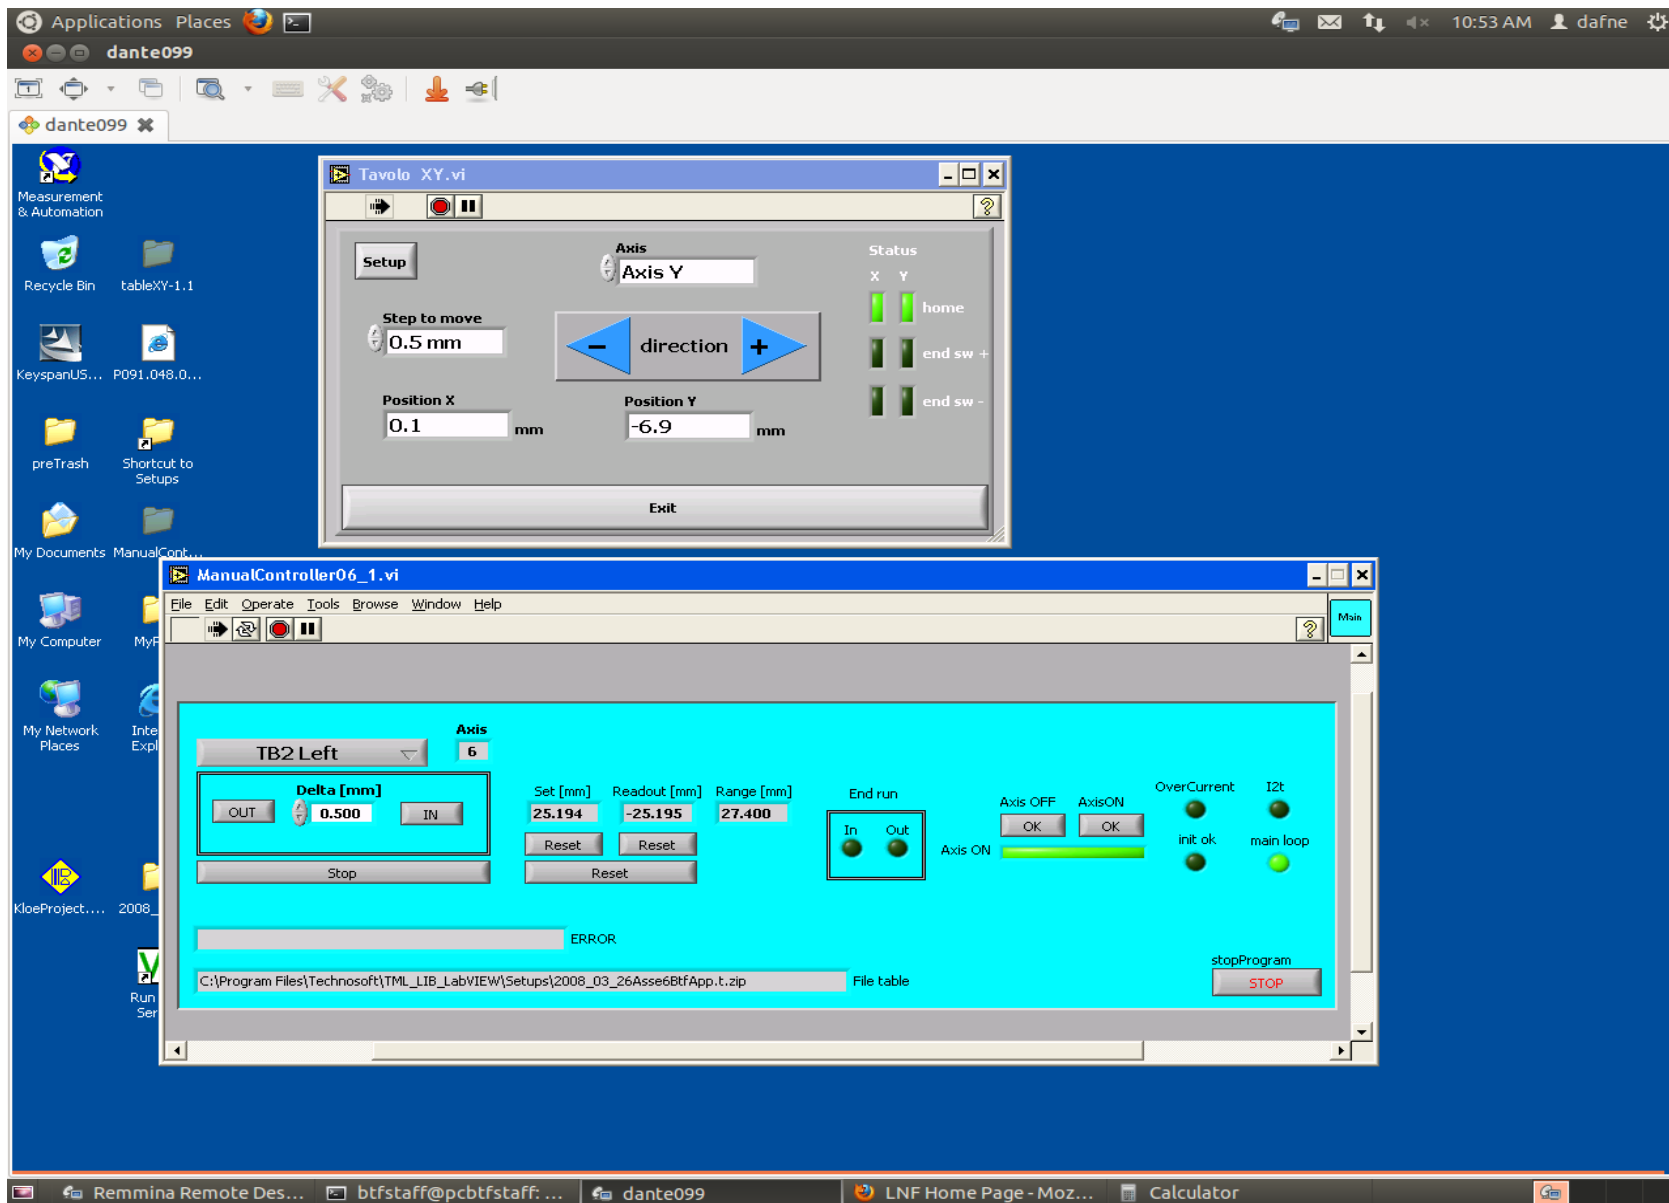 Applications Places 10:53 AM dafne
dante099
dante099
Measurement & Automation
Recycle Bin
tableXY-1.1
KeyspanUS...
P091.048.0...
preTrash
Shortcut to Setups
My Documents
ManualCont...
My Computer
MyF
My Network Places
Inte
Expl
KloeProject....
2008_
Run
Ser
Tavolo XY.vi
Setup
Axis
Axis Y
Status
X Y
home
Step to move
0.5 mm
- direction +
end sw +
Position X
Position Y
end sw -
0.1 mm
-6.9 mm
Exit
ManualController06_1.vi
File Edit Operate Tools Browse Window Help
Main
Axis
TB2 Left 6
Delta [mm]
OUT 0.500 IN
Stop
Set [mm] Readout [mm] Range [mm]
25.194 -25.195 27.400
Reset Reset
Reset
End run
In Out
Axis OFF AxisON
OK OK
Axis ON
OverCurrent I2t
init ok main loop
ERROR
C:\Program Files\Technosoft\TML_LIB_LabVIEW\Setups\2008_03_26Asse6BtfApp.t.zip File table
stopProgram
STOP
Remmina Remote Des... btfstaff@pcbtfstaff: ... dante099 LNF Home Page - Moz... Calculator